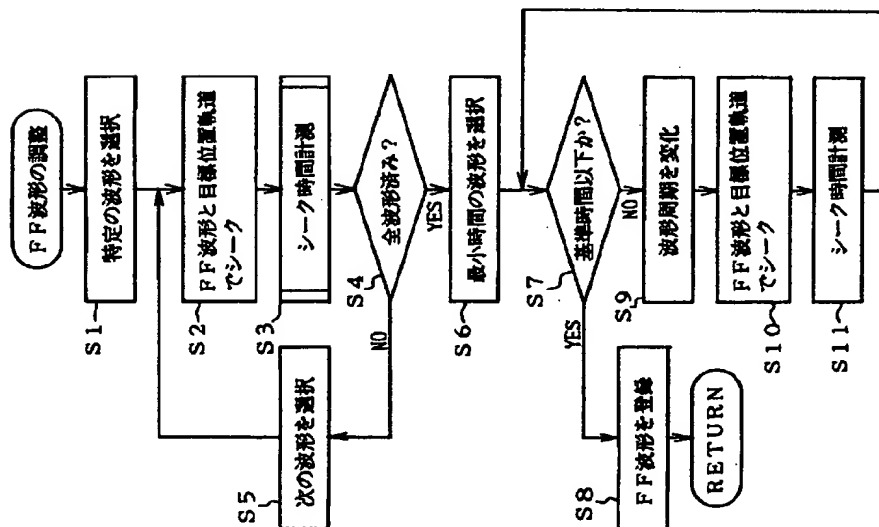 FF波形の調整
S1
特定の波形を選択
S2
FF波形と目標位置軌道
でシーク
S3
シーク時間計測
S4
全波形済み?
NO
YES
S5
次の波形を選択
S6
最小時間の波形を選択
S7
基準時間以下か?
YES
NO
S8
FF波形を登録
RETURN
S9
波形周期を変化
S10
FF波形と目標位置軌道
でシーク
S11
シーク時間計測